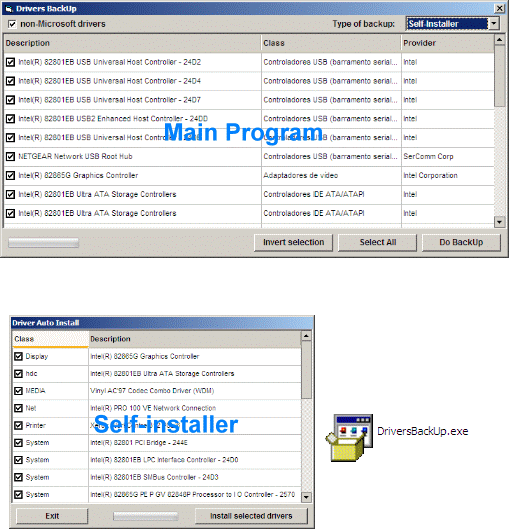 Drivers BackUp
non-Microsoft drivers Type of backup: Self-Installer
Description Class Provider
Intel(R) 82801EB USB Universal Host Controller - 24D2 Controladores USB (barramento serial... Intel
Intel(R) 82801EB USB Universal Host Controller - 24D4 Controladores USB (barramento serial... Intel
Intel(R) 82801EB USB Universal Host Controller - 24D7 Controladores USB (barramento serial... Intel
Intel(R) 82801EB USB2 Enhanced Host Controller - 24DD Controladores USB (barramento serial... Intel
Intel(R) 82801EB USB Universal Host Controller - Controladores USB (barramento serial... Intel
Main Program
NETGEAR Network USB Root Hub Controladores USB (barramento serial... SerComm Corp
Intel(R) 82865G Graphics Controller Adaptadores de vídeo Intel Corporation
Intel(R) 82801EB Ultra ATA Storage Controllers Controladores IDE ATA/ATAPI Intel
Intel(R) 82801EB Ultra ATA Storage Controllers Controladores IDE ATA/ATAPI Intel
Invert selection Select All Do BackUp
Driver Auto Install
Class Description
Display Intel(R) 82865G Graphics Controller
hdc Intel(R) 82801EB Ultra ATA Storage Controllers
MEDIA Vinyl AC'97 Codec Combo Driver (WDM)
Net Intel(R) PRO 100 VE Network Connection
Printer
Self-installer
System Intel(R) 82801 PCI Bridge - 244E
System Intel(R) 82801EB LPC Interface Controller - 24D0
System Intel(R) 82801EB SMBus Controller - 24D3
System Intel(R) 82865G PE P GV 82848P Processor to I O Controller - 2570
Exit Install selected drivers
DriversBackUp.exe